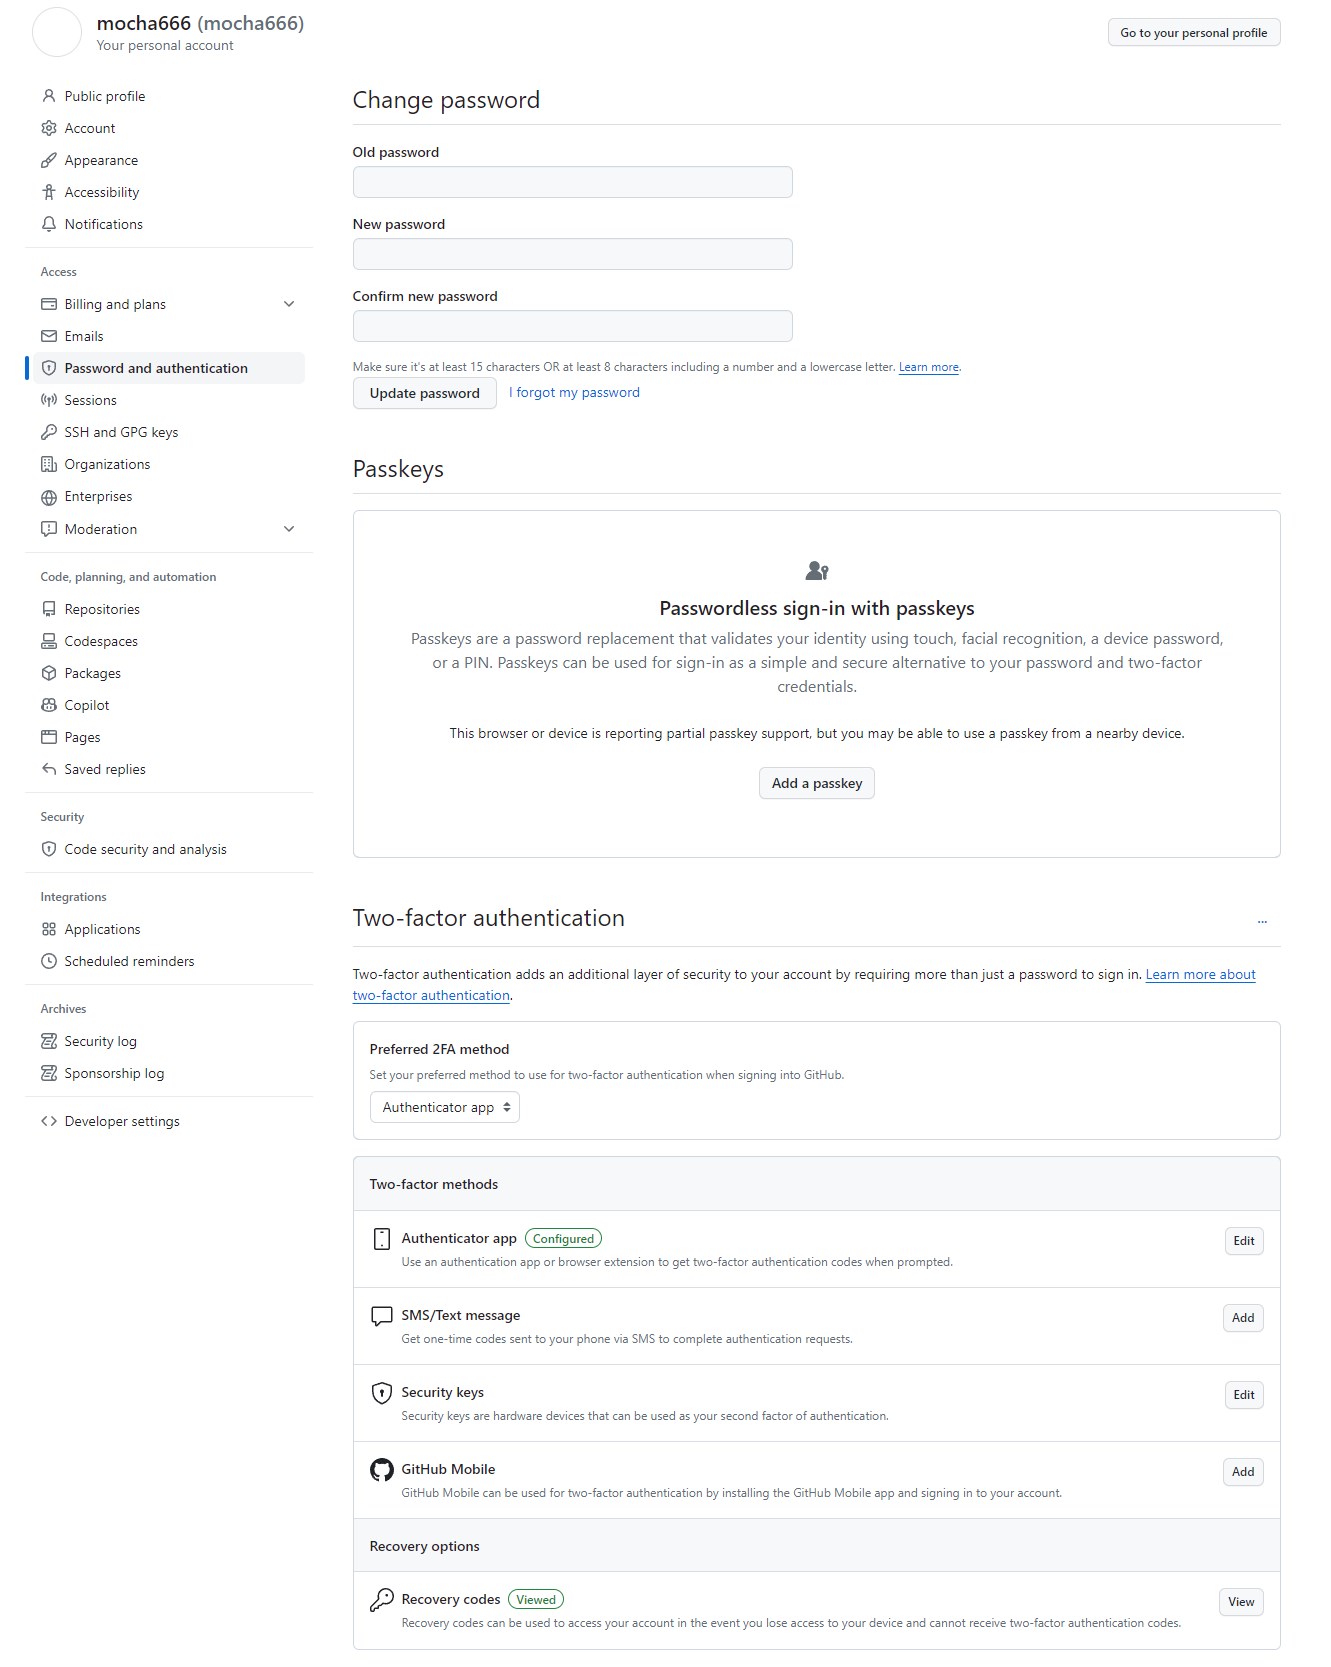 mocha666 (mocha666)
Your personal account
Go to your personal profile
Public profile
Account
Appearance
Accessibility
Notifications
Access
Billing and plans
Emails
Password and authentication
Sessions
SSH and GPG keys
Organizations
Enterprises
Moderation
Code, planning, and automation
Repositories
Codespaces
Packages
Copilot
Pages
Saved replies
Security
Code security and analysis
Integrations
Applications
Scheduled reminders
Archives
Security log
Sponsorship log
Developer settings
Change password
Old password
New password
Confirm new password
Make sure it's at least 15 characters OR at least 8 characters including a number and a lowercase letter. Learn more.
Update password I forgot my password
Passkeys
Passwordless sign-in with passkeys
Passkeys are a password replacement that validates your identity using touch, facial recognition, a device password,
or a PIN. Passkeys can be used for sign-in as a simple and secure alternative to your password and two-factor
credentials.
This browser or device is reporting partial passkey support, but you may be able to use a passkey from a nearby device.
Add a passkey
Two-factor authentication ...
Two-factor authentication adds an additional layer of security to your account by requiring more than just a password to sign in. Learn more about
two-factor authentication.
Preferred 2FA method
Set your preferred method to use for two-factor authentication when signing into GitHub.
Authenticator app
Two-factor methods
Authenticator app Configured
Edit
Use an authentication app or browser extension to get two-factor authentication codes when prompted.
SMS/Text message
Add
Get one-time codes sent to your phone via SMS to complete authentication requests.
Security keys
Edit
Security keys are hardware devices that can be used as your second factor of authentication.
GitHub Mobile
Add
GitHub Mobile can be used for two-factor authentication by installing the GitHub Mobile app and signing in to your account.
Recovery options
Recovery codes Viewed
View
Recovery codes can be used to access your account in the event you lose access to your device and cannot receive two-factor authentication codes.